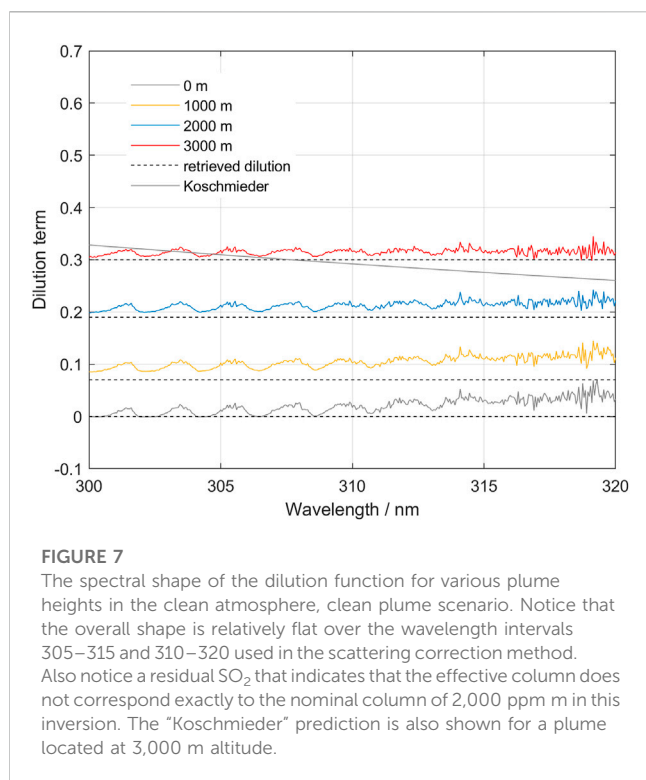 0.7
0.6
0.5
0.4
0.3
0.2
0.1
0
-0.1
Dilution term
0 m
1000 m
2000 m
3000 m
retrieved dilution
Koschmieder
300
305
310
315
320
Wavelength / nm
FIGURE 7
The spectral shape of the dilution function for various plume
heights in the clean atmosphere, clean plume scenario. Notice that
the overall shape is relatively flat over the wavelength intervals
305–315 and 310–320 used in the scattering correction method.
Also notice a residual SO₂ that indicates that the effective column does
not correspond exactly to the nominal column of 2,000 ppm m in this
inversion. The “Koschmieder” prediction is also shown for a plume
located at 3,000 m altitude.